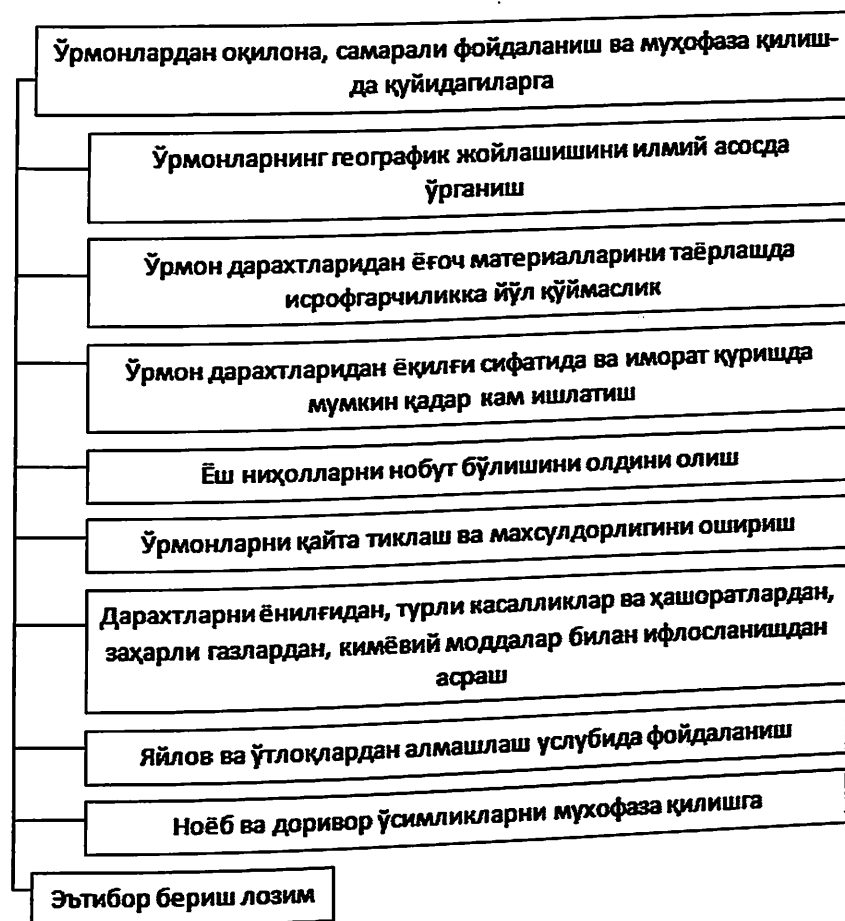 Ўрмонлардан оқилона, самарали фойдаланиш ва муҳофаза қилиш-
да қуйидагиларга
Ўрмонларнинг географик жойлашишини илмий асосда
ўрганиш
Ўрмон дарахтларидан ёғоч материалларини таёрлашда
исрофгарчиликка йўл қўймаслик
Ўрмон дарахтларидан ёқилғи сифатида ва иморат қуришда
мумкин қадар кам ишлатиш
Ёш ниҳолларни нобут бўлишини олдини олиш
Ўрмонларни қайта тиклаш ва махсулдорлигини ошириш
Дарахтларни ёнилғидан, турли касалликлар ва ҳашоратлардан,
заҳарли газлардан, кимёвий моддалар билан ифлосланишдан
асраш
Яйлов ва ўтлоқлардан алмашлаш услубида фойдаланиш
Ноёб ва доривор ўсимликларни мухофаза қилишга
Эътибор бериш лозим